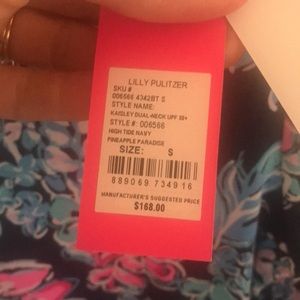 LILLY PULITZER
SKU #
006566 4342BT S
STYLE NAME:
KAISLEY DUAL-NECK UPF 50+
STYLE #: 006566
HIGH TIDE NAVY
PINEAPPLE PARADISE
SIZE: S
889069 734916
MANUFACTURER'S SUGGESTED PRICE
$168.00